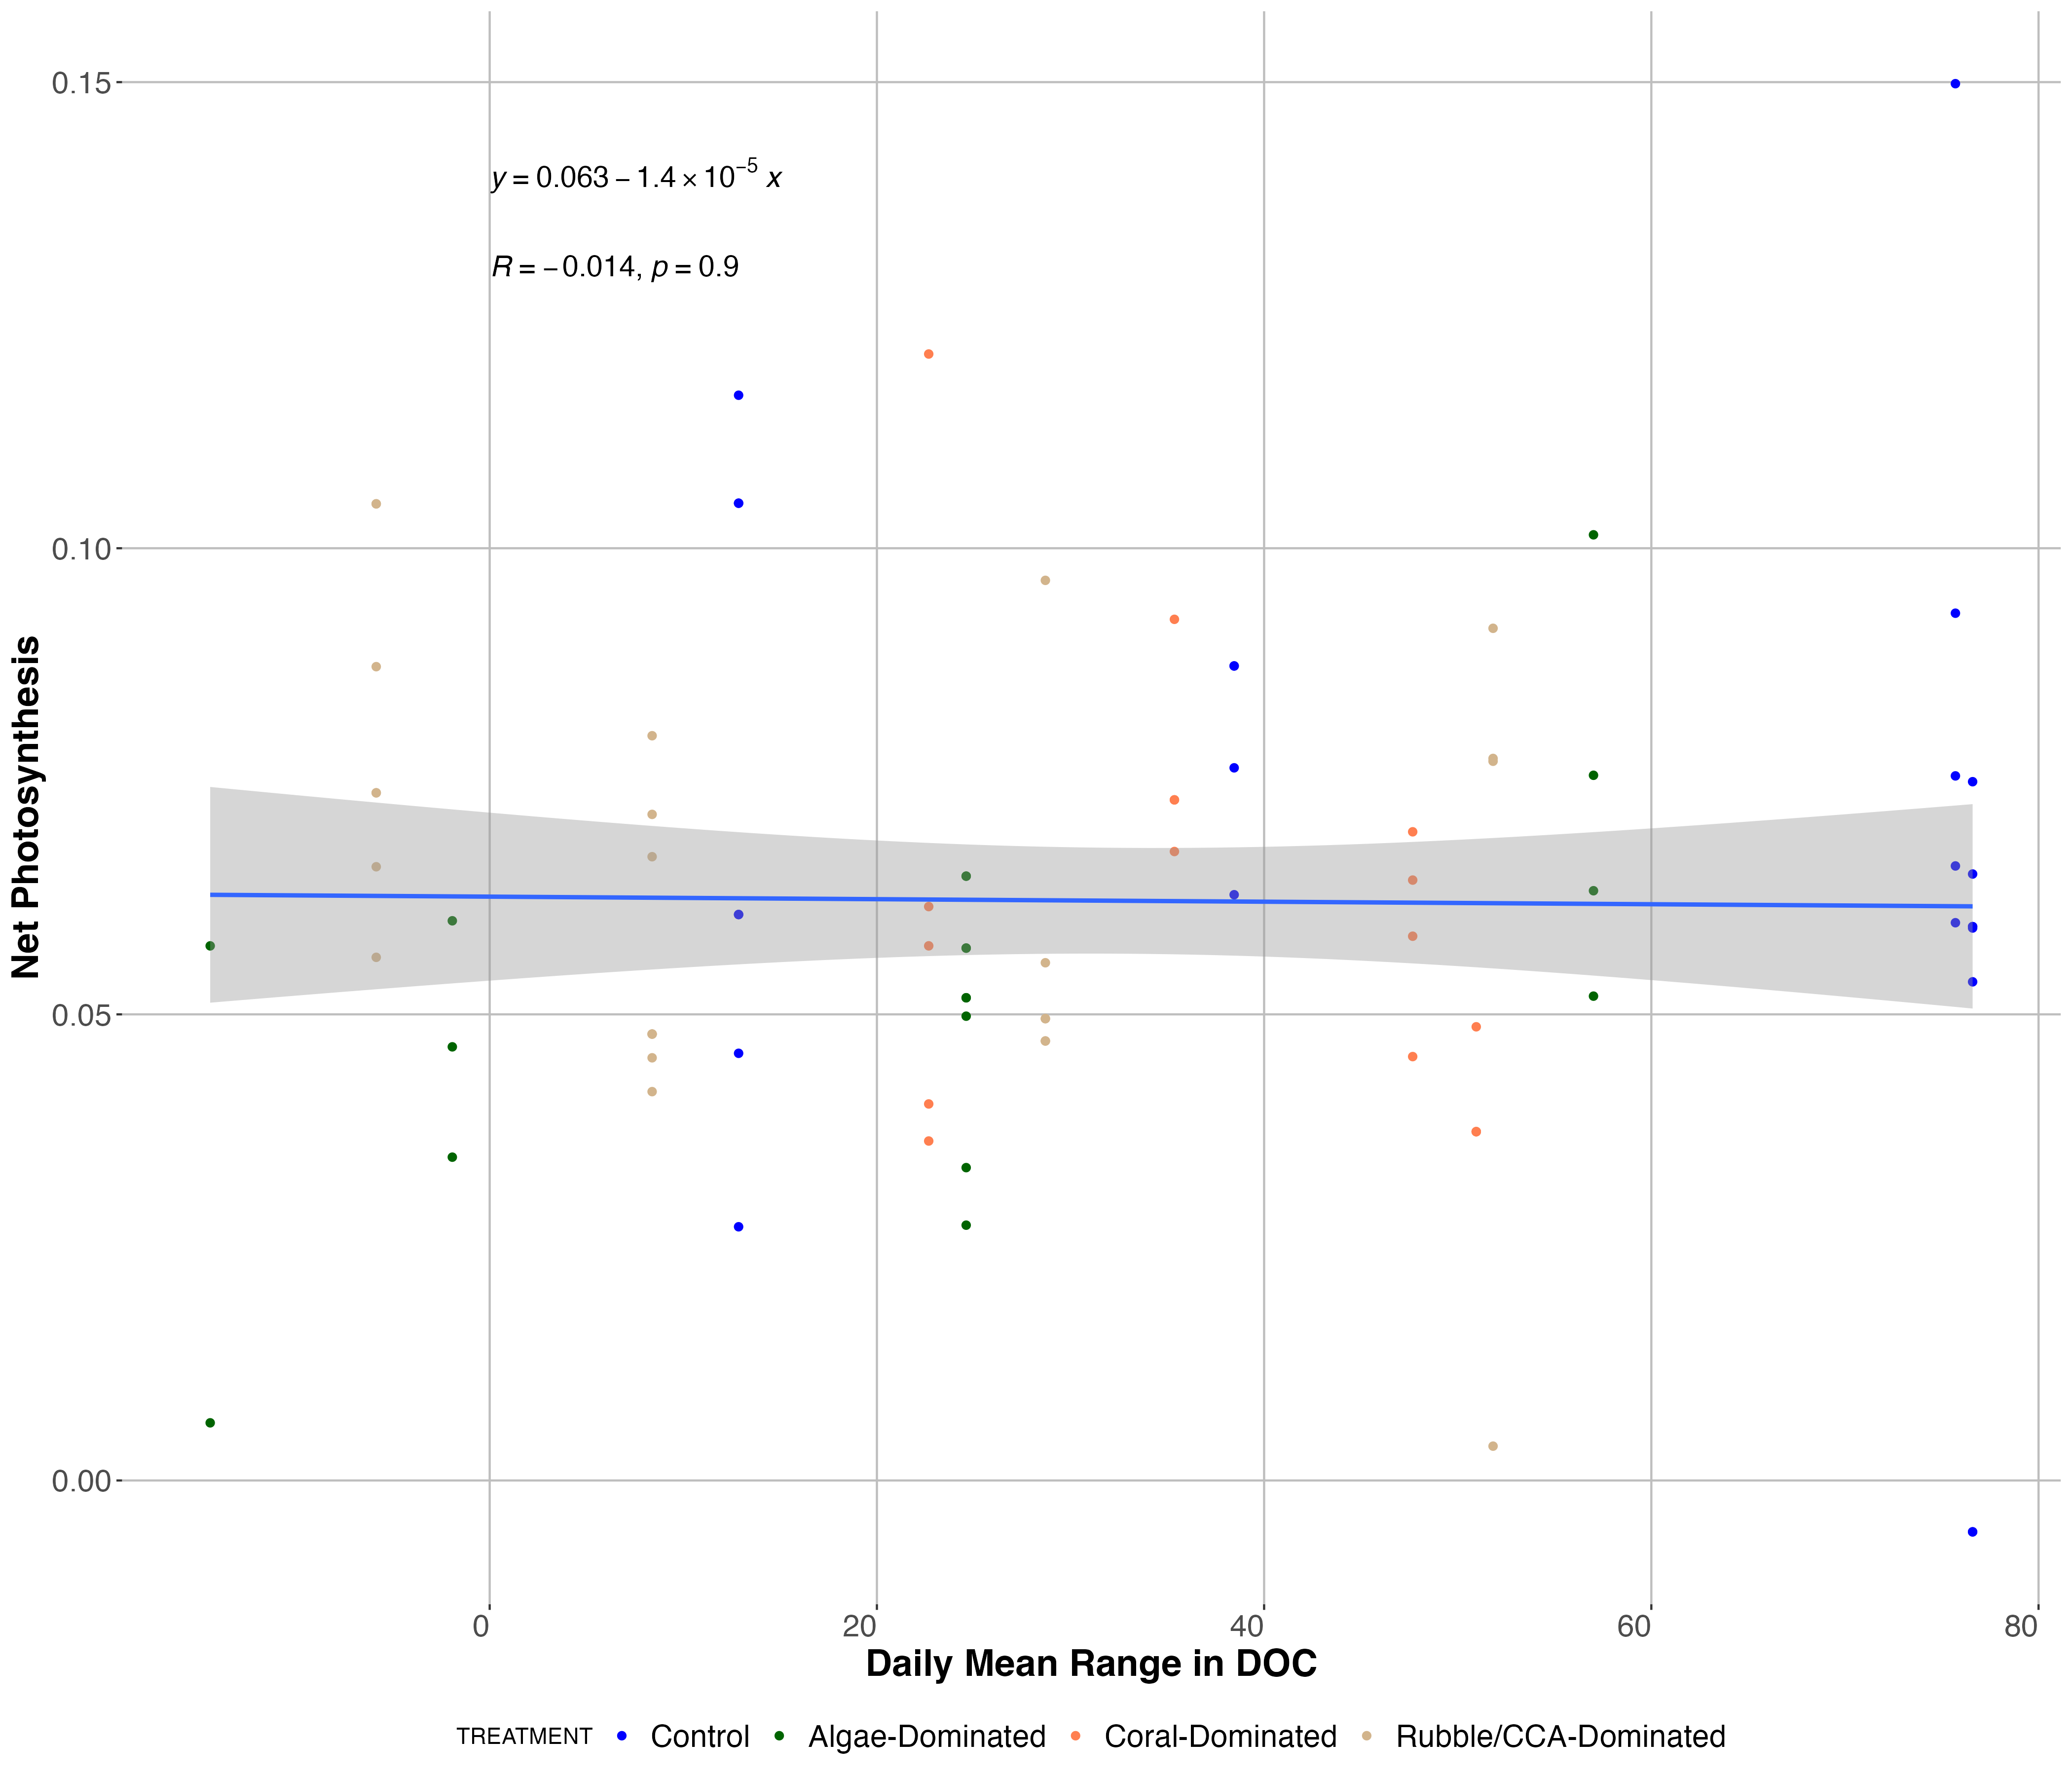 0.15
y = 0.063 − 1.4 × 10⁻⁵ x
R = −0.014, p = 0.9
0.10
Net Photosynthesis
0.05
0.00
0 20 40 60 80
Daily Mean Range in DOC
TREATMENT Control Algae-Dominated Coral-Dominated Rubble/CCA-Dominated